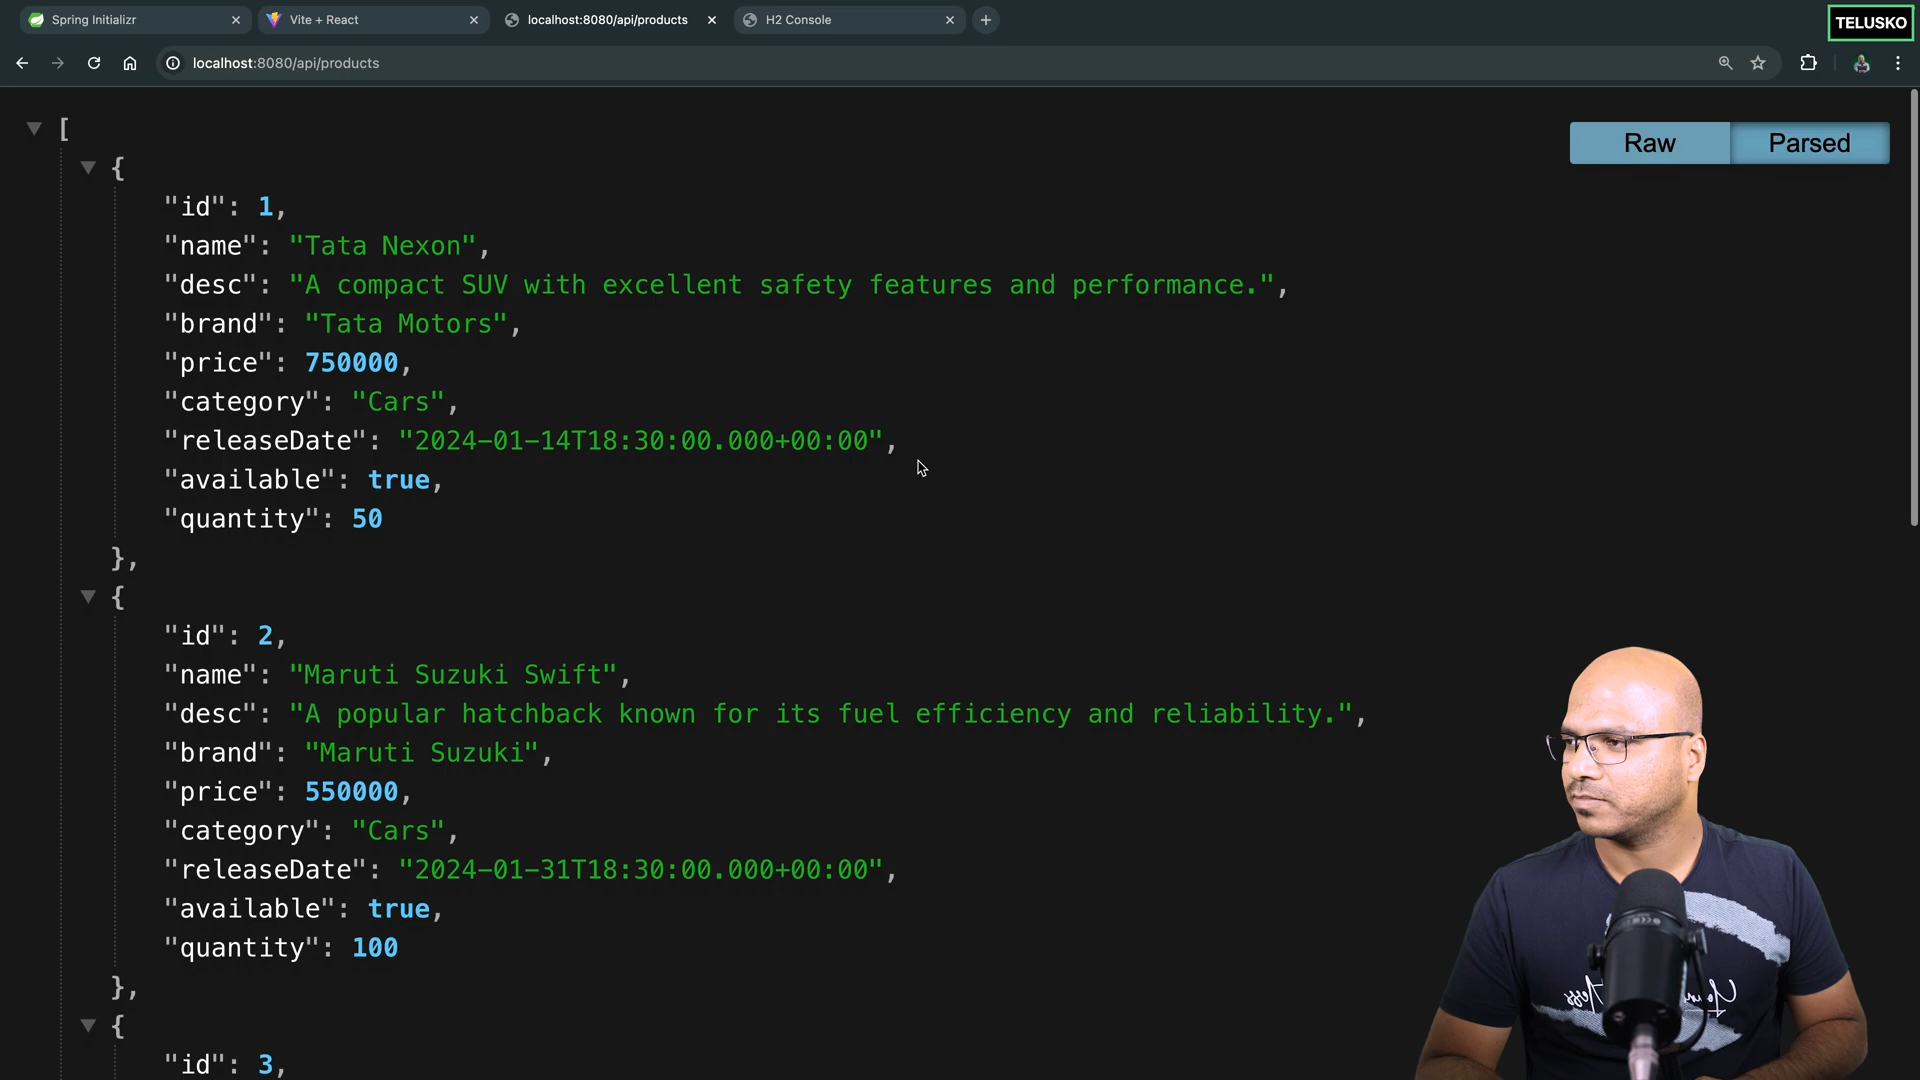 Spring Initializr
Vite + React
localhost:8080/api/products
H2 Console
TELUSKO
localhost:8080/api/products
Raw
Parsed
[
{
"id": 1,
"name": "Tata Nexon",
"desc": "A compact SUV with excellent safety features and performance.",
"brand": "Tata Motors",
"price": 750000,
"category": "Cars",
"releaseDate": "2024-01-14T18:30:00.000+00:00",
"available": true,
"quantity": 50
},
{
"id": 2,
"name": "Maruti Suzuki Swift",
"desc": "A popular hatchback known for its fuel efficiency and reliability.",
"brand": "Maruti Suzuki",
"price": 550000,
"category": "Cars",
"releaseDate": "2024-01-31T18:30:00.000+00:00",
"available": true,
"quantity": 100
},
{
"id": 3,